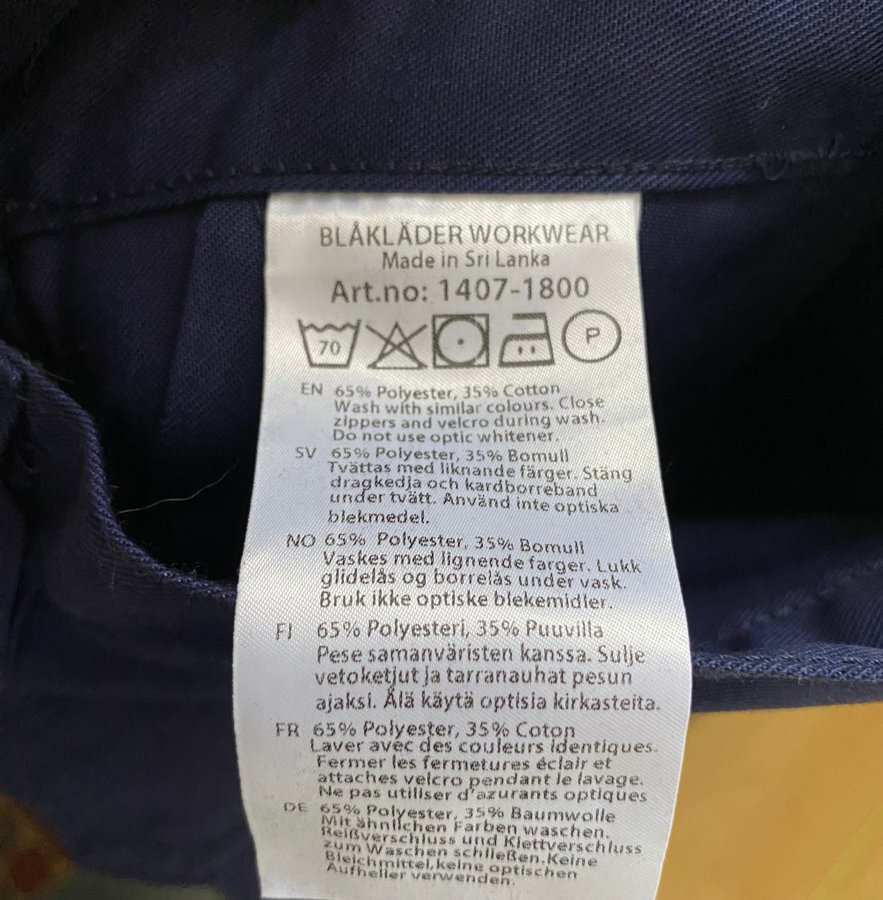 BLÅKLÄDER WORKWEAR
Made in Sri Lanka
Art.no: 1407-1800
70 P
EN 65% Polyester, 35% Cotton
Wash with similar colours. Close
zippers and velcro during wash.
Do not use optic whitener.
SV 65% Polyester, 35% Bomull
Tvättas med liknande färger. Stäng
dragkedja och kardborreband
under tvätt. Använd inte optiska
blekmedel.
NO 65% Polyester, 35% Bomull
Vaskes med lignende farger. Lukk
glidelås og borrelås under vask.
Bruk ikke optiske blekemidler.
FI 65% Polyesteri, 35% Puuvilla
Pese samanväristen kanssa. Sulje
vetoketjut ja tarranauhat pesun
ajaksi. Älä käytä optisia kirkasteita.
FR 65% Polyester, 35% Coton
Laver avec des couleurs identiques.
Fermer les fermetures éclair et
attaches velcro pendant le lavage.
Ne pas utiliser d'azurants optiques
DE 65% Polyester, 35% Baumwolle
Mit ähnlichen Farben waschen.
Reißverschluss und Klettverschluss
zum Waschen schließen.Keine
Bleichmittel,keine optischen
Aufheller verwenden.